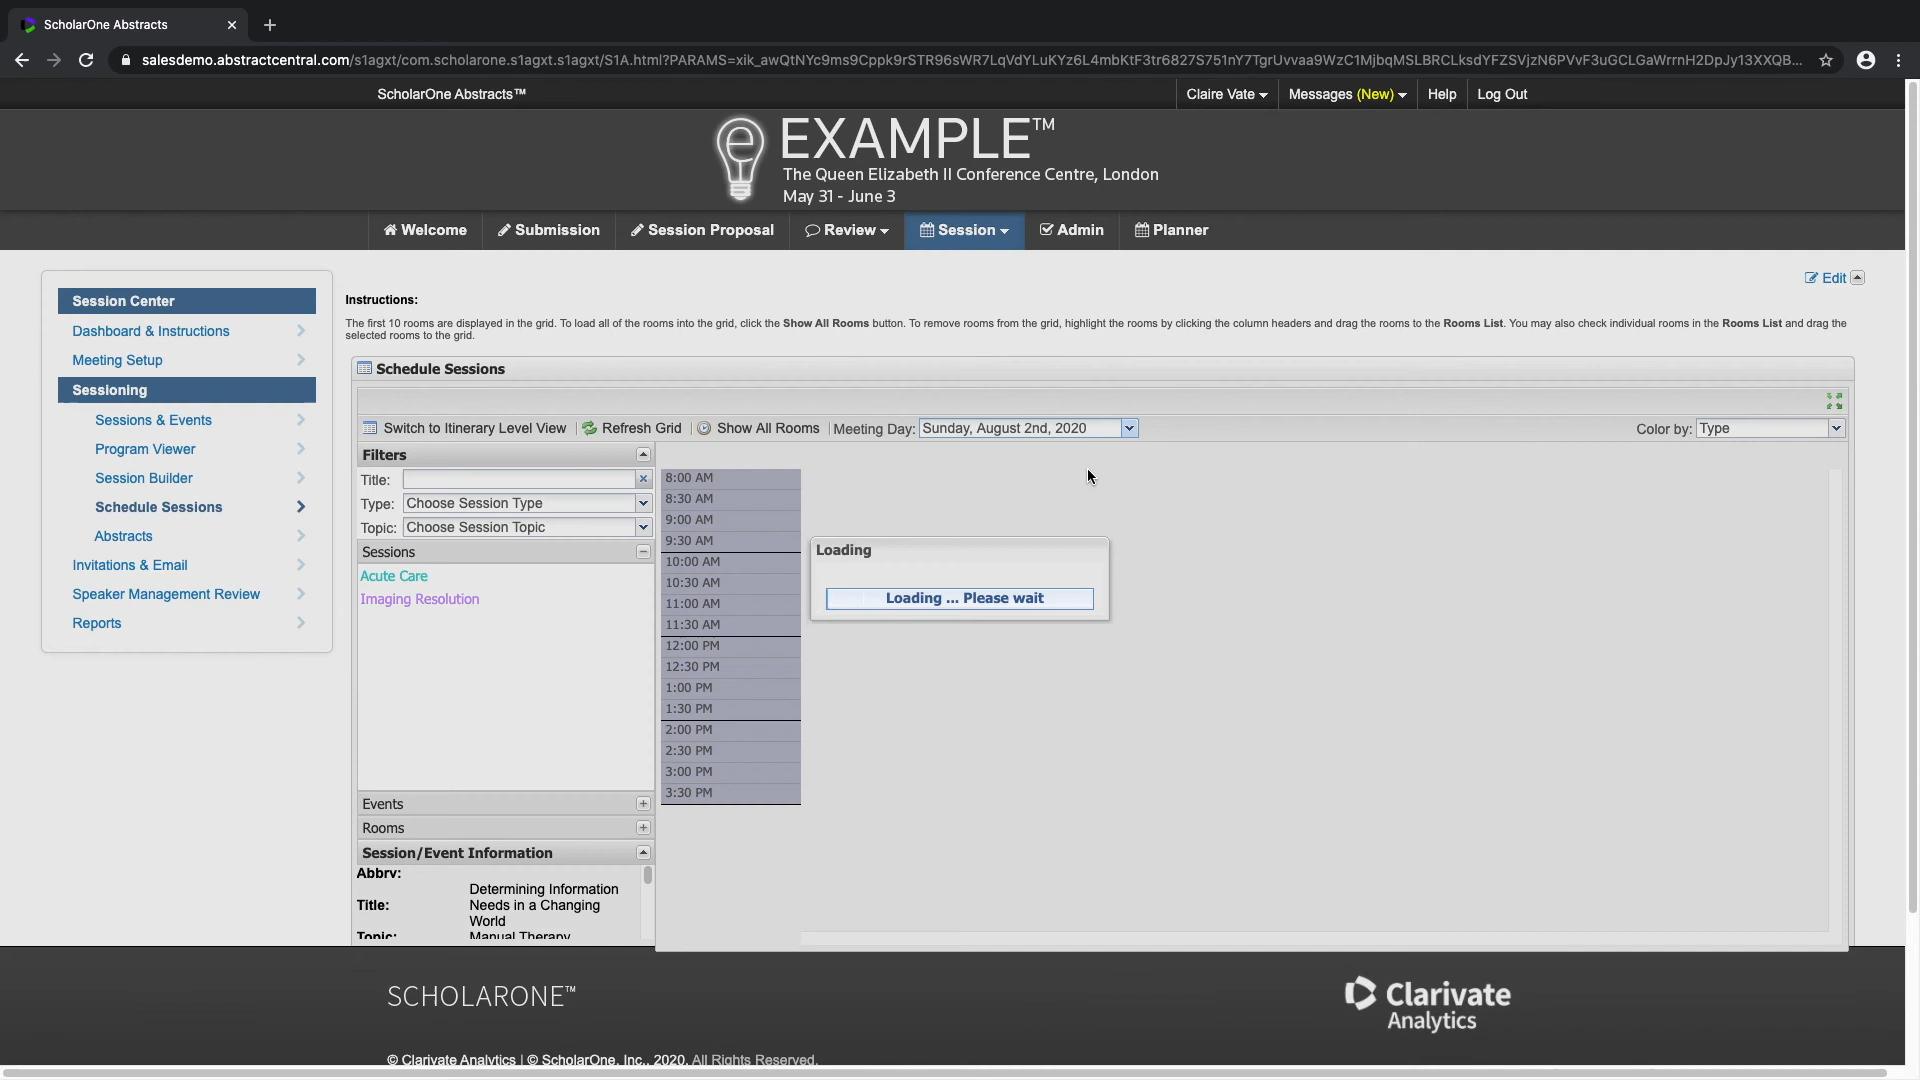 ScholarOne Abstracts
salesdemo.abstractcentral.com/s1agxt/com.scholarone.s1agxt.s1agxt/S1A.html?PARAMS=xik_awQtNYc9ms9Cppk9rSTR96sWR7LqVdYLuKYz6L4mbKtF3tr6827S751nY7TgrUvvaa9WzC1MjbqMSLBRCLksdYFZSVjzN6PVvF3uGCLGaWrrnH2DpJy13XXQB...
ScholarOne Abstracts™
Claire Vate
Messages (New)
Help
Log Out
EXAMPLE™
The Queen Elizabeth II Conference Centre, London
May 31 - June 3
Welcome
Submission
Session Proposal
Review
Session
Admin
Planner
Session Center
Dashboard & Instructions
Meeting Setup
Sessioning
Sessions & Events
Program Viewer
Session Builder
Schedule Sessions
Abstracts
Invitations & Email
Speaker Management Review
Reports
Edit
Instructions:
The first 10 rooms are displayed in the grid. To load all of the rooms into the grid, click the Show All Rooms button. To remove rooms from the grid, highlight the rooms by clicking the column headers and drag the rooms to the Rooms List. You may also check individual rooms in the Rooms List and drag the
selected rooms to the grid.
Schedule Sessions
Switch to Itinerary Level View
Refresh Grid
Show All Rooms
Meeting Day: Sunday, August 2nd, 2020
Color by: Type
Filters
Title:
Type: Choose Session Type
Topic: Choose Session Topic
Sessions
Acute Care
Imaging Resolution
Events
Rooms
Session/Event Information
Abbrv:
Title: Determining Information
Needs in a Changing
World
Topic: Manual Therapy
8:00 AM
8:30 AM
9:00 AM
9:30 AM
10:00 AM
10:30 AM
11:00 AM
11:30 AM
12:00 PM
12:30 PM
1:00 PM
1:30 PM
2:00 PM
2:30 PM
3:00 PM
3:30 PM
Loading
Loading ... Please wait
SCHOLARONE™
Clarivate
Analytics
© Clarivate Analytics | © ScholarOne, Inc., 2020. All Rights Reserved.